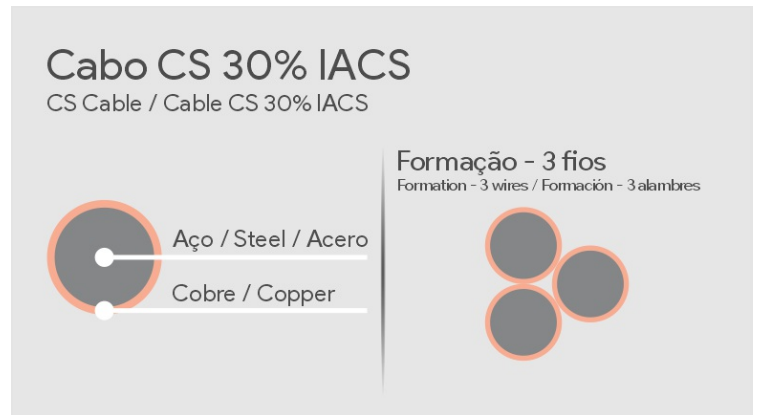 Cabo CS 30% IACS
CS Cable / Cable CS 30% IACS
Aço / Steel / Acero
Cobre / Copper
Formação - 3 fios
Formation - 3 wires / Formación - 3 alambres